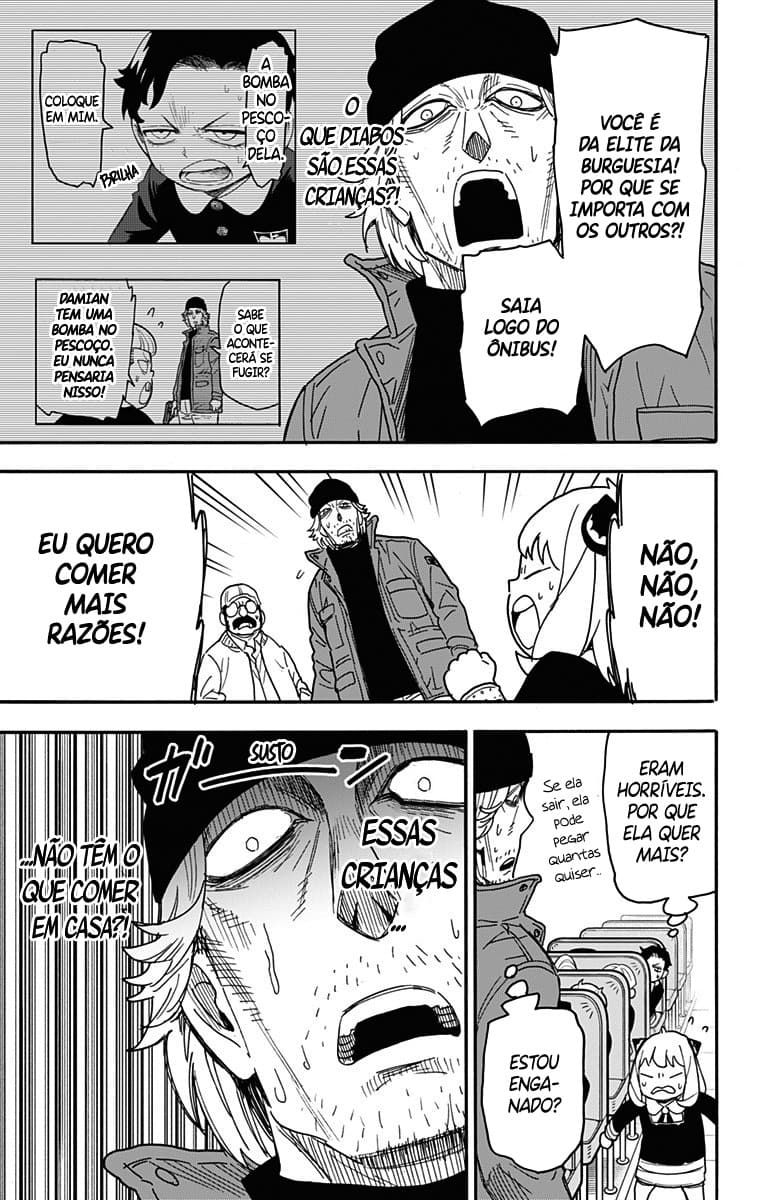 VOCÊ É
DA ELITE DA
BURGUESIA!
POR QUE SE
IMPORTA COM
OS OUTROS?!
SAIA
LOGO DO
ÔNIBUS!
O
QUE DIABOS
SÃO ESSAS
CRIANÇAS?!
A
BOMBA
NO
PESCO-
ÇO
DELA.
COLOQUE
EM MIM.
BRILHA
SABE
O QUE
ACONTE-
CERÁ SE
FUGIR?
DAMIAN
TEM UMA
BOMBA NO
PESCOÇO.
EU NUNCA
PENSARIA
NISSO!
NÃO,
NÃO,
NÃO!
EU QUERO
COMER
MAIS
RAZÕES!
ERAM
HORRÍVEIS.
POR QUE
ELA QUER
MAIS?
Se ela
sair, ela
pode
pegar
quantas
quiser..
ESTOU
ENGA-
NADO?
ガーン
SUSTO
ESSAS
CRIANÇAS
...
...NÃO TÊM O
QUE COMER
EM CASA?!